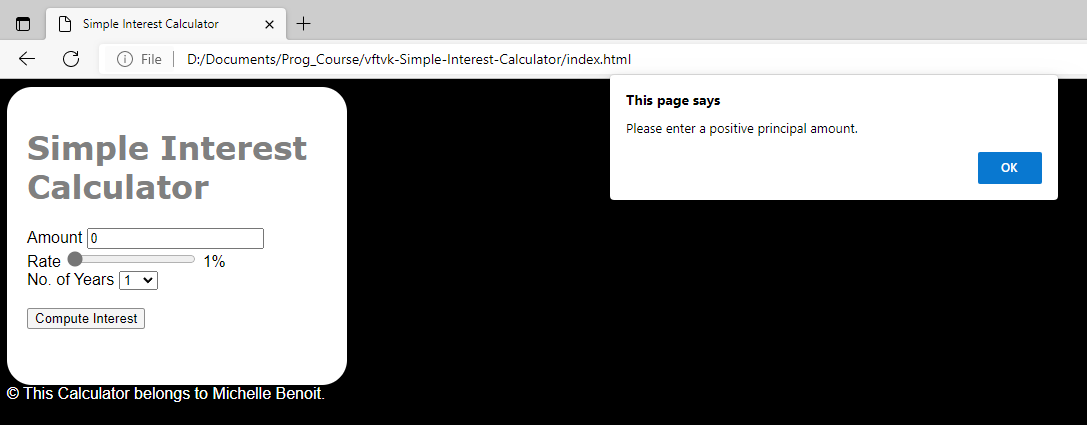 Simple Interest Calculator
File
D:/Documents/Prog_Course/vftvk-Simple-Interest-Calculator/index.html
This page says
Please enter a positive principal amount.
OK
Simple Interest
Calculator
Amount 0
Rate 1%
No. of Years 1
Compute Interest
© This Calculator belongs to Michelle Benoit.